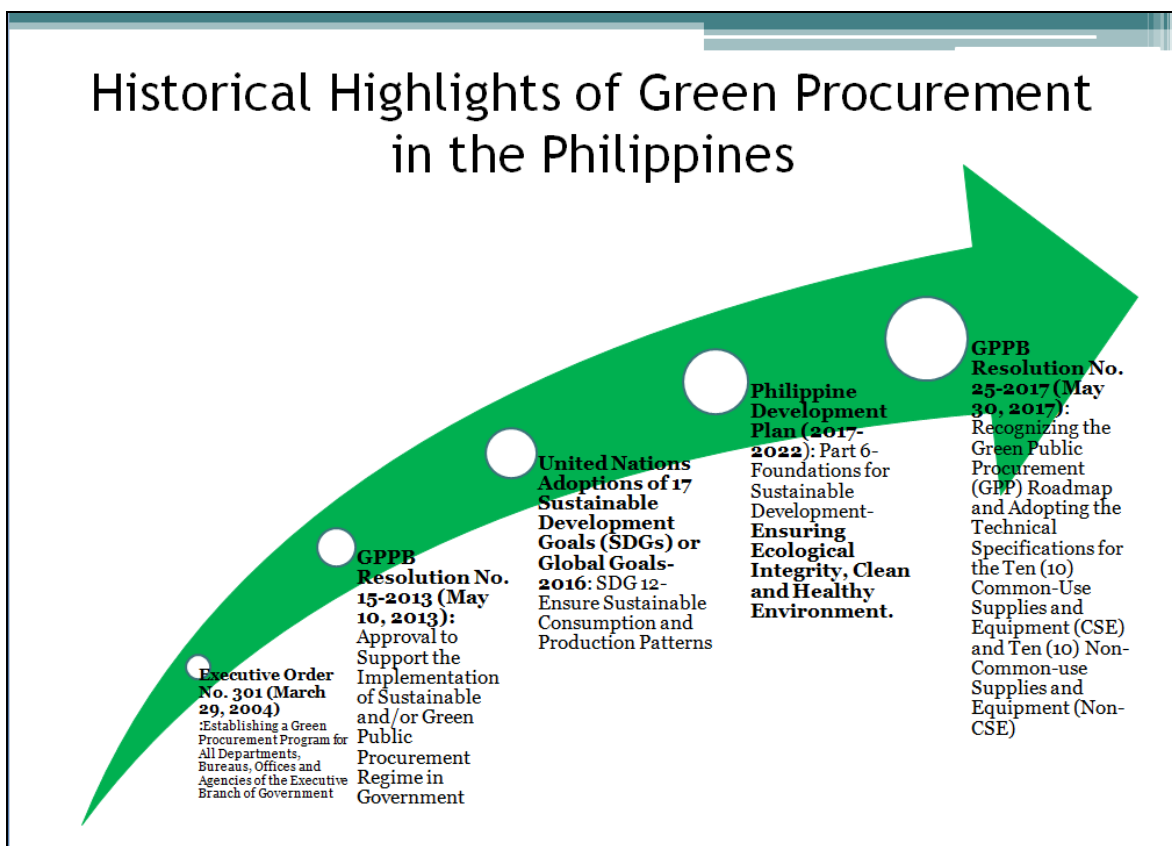 Historical Highlights of Green Procurement
in the Philippines
Executive Order
No. 301 (March
29, 2004)
:Establishing a Green
Procurement Program for
All Departments,
Bureaus, Offices and
Agencies of the Executive
Branch of Government
GPPB
Resolution No.
15-2013 (May
10, 2013):
Approval to
Support the
Implementation
of Sustainable
and/or Green
Public
Procurement
Regime in
Government
United Nations
Adoptions of 17
Sustainable
Development
Goals (SDGs) or
Global Goals-
2016: SDG 12-
Ensure Sustainable
Consumption and
Production Patterns
Philippine
Development
Plan (2017-
2022): Part 6-
Foundations for
Sustainable
Development-
Ensuring
Ecological
Integrity, Clean
and Healthy
Environment.
GPPB
Resolution No.
25-2017 (May
30, 2017):
Recognizing the
Green Public
Procurement
(GPP) Roadmap
and Adopting the
Technical
Specifications for
the Ten (10)
Common-Use
Supplies and
Equipment (CSE)
and Ten (10) Non-
Common-use
Supplies and
Equipment (Non-
CSE)